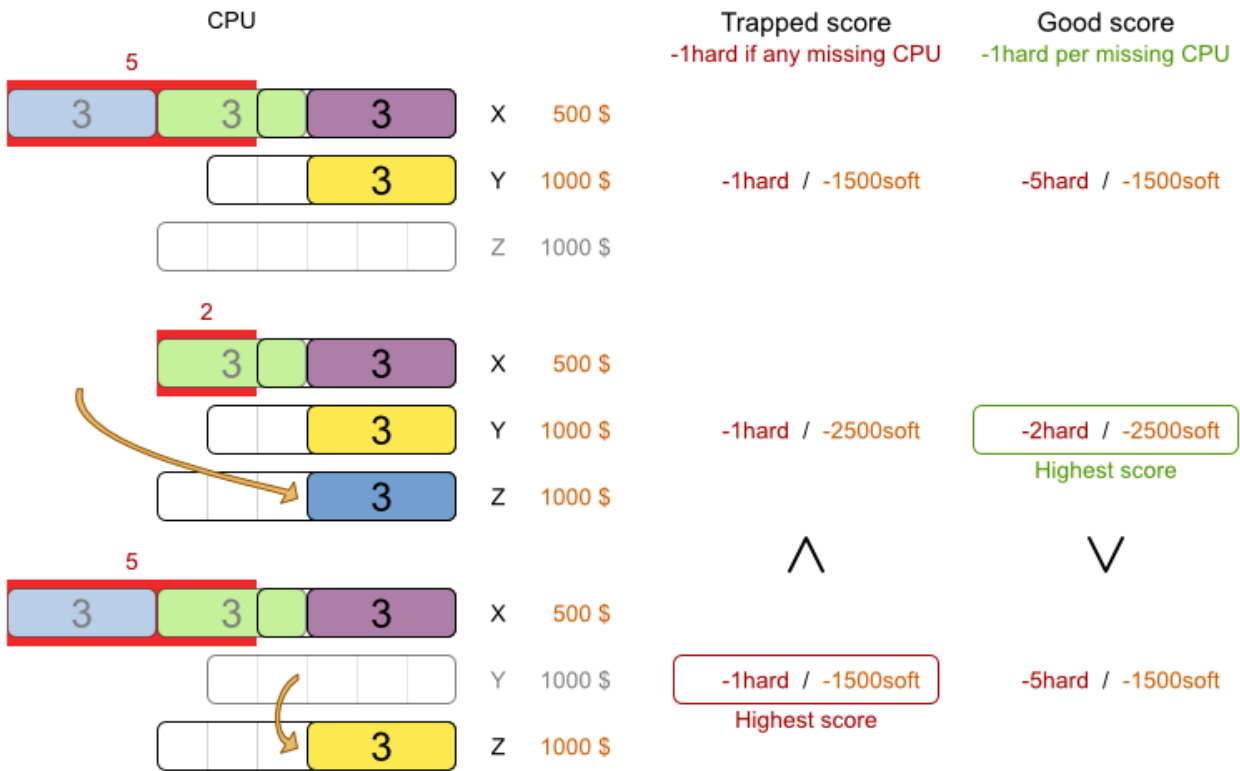 CPU Trapped score Good score
-1hard if any missing CPU -1hard per missing CPU
5
3 3 3 X 500 $
3 Y 1000 $ -1hard / -1500soft -5hard / -1500soft
Z 1000 $
2
3 3 X 500 $
3 Y 1000 $ -1hard / -2500soft -2hard / -2500soft
Highest score
3 Z 1000 $
< >
5
3 3 3 X 500 $
Y 1000 $ -1hard / -1500soft -5hard / -1500soft
Highest score
3 Z 1000 $